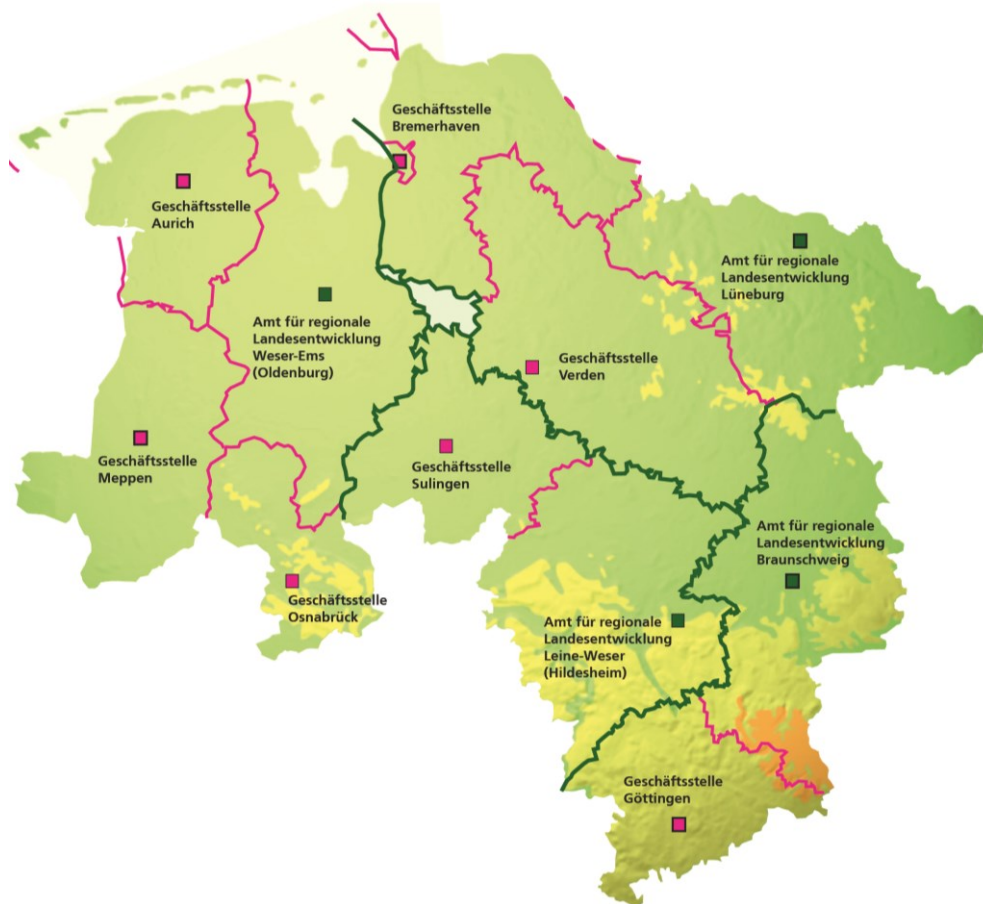 Geschäftsstelle
Bremerhaven
Geschäftsstelle
Aurich
Amt für regionale
Landesentwicklung
Lüneburg
Amt für regionale
Landesentwicklung
Weser-Ems
(Oldenburg)
Geschäftsstelle
Verden
Geschäftsstelle
Meppen
Geschäftsstelle
Sulingen
Amt für regionale
Landesentwicklung
Braunschweig
Geschäftsstelle
Osnabrück
Amt für regionale
Landesentwicklung
Leine-Weser
(Hildesheim)
Geschäftsstelle
Göttingen